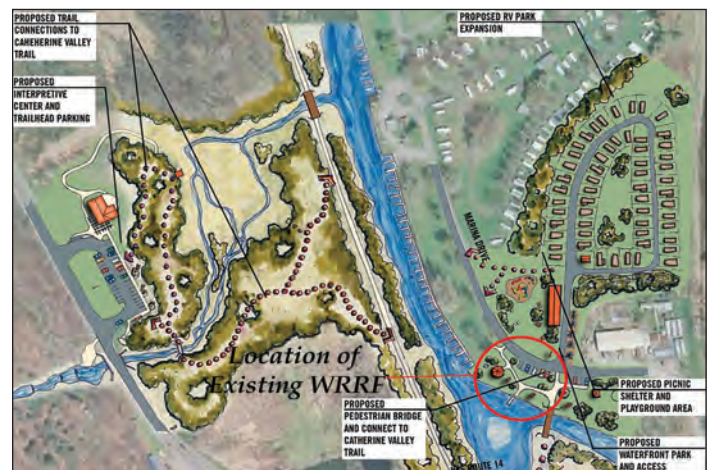 PROPOSED TRAIL
CONNECTIONS TO
CAHEHERINE VALLEY
TRAIL
PROPOSED
INTERPRETIVE
CENTER AND
TRAILHEAD PARKING
PROPOSED RV PARK
EXPANSION
MARINA DRIVE
Location of
Existing WRRF
PROPOSED
PEDESTRIAN BRIDGE
AND CONNECT TO
CATHERINE VALLEY
TRAIL
PROPOSED PICNIC
SHELTER AND
PLAYGROUND AREA
PROPOSED
WATERFRONT PARK
AND ACCESS
ROUTE 14